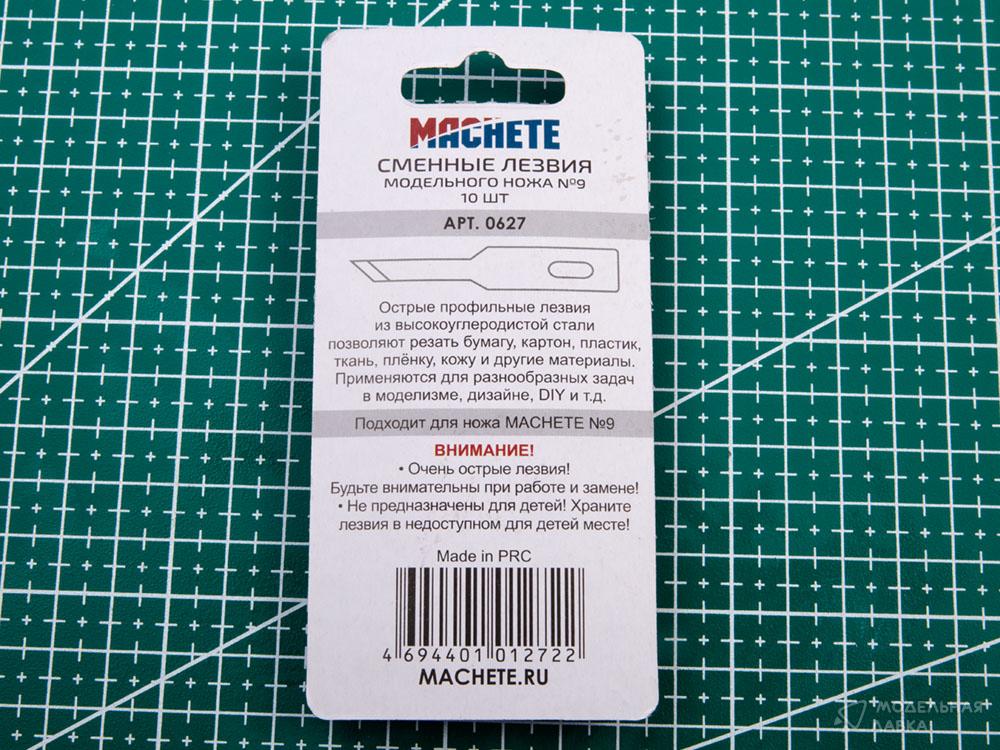 MACHETE
СМЕННЫЕ ЛЕЗВИЯ
МОДЕЛЬНОГО НОЖА №9
10 ШТ
АРТ. 0627
Острые профильные лезвия
из высокоуглеродистой стали
позволяют резать бумагу, картон, пластик,
ткань, плёнку, кожу и другие материалы.
Применяются для разнообразных задач
в моделизме, дизайне, DIY и т.д.
Подходит для ножа MACHETE №9
ВНИМАНИЕ!
• Очень острые лезвия!
Будьте внимательны при работе и замене!
• Не предназначены для детей! Храните
лезвия в недоступном для детей месте!
Made in PRC
4 694401 012722
MACHETE.RU
МОДЕЛЬНАЯ
ЛАВКА